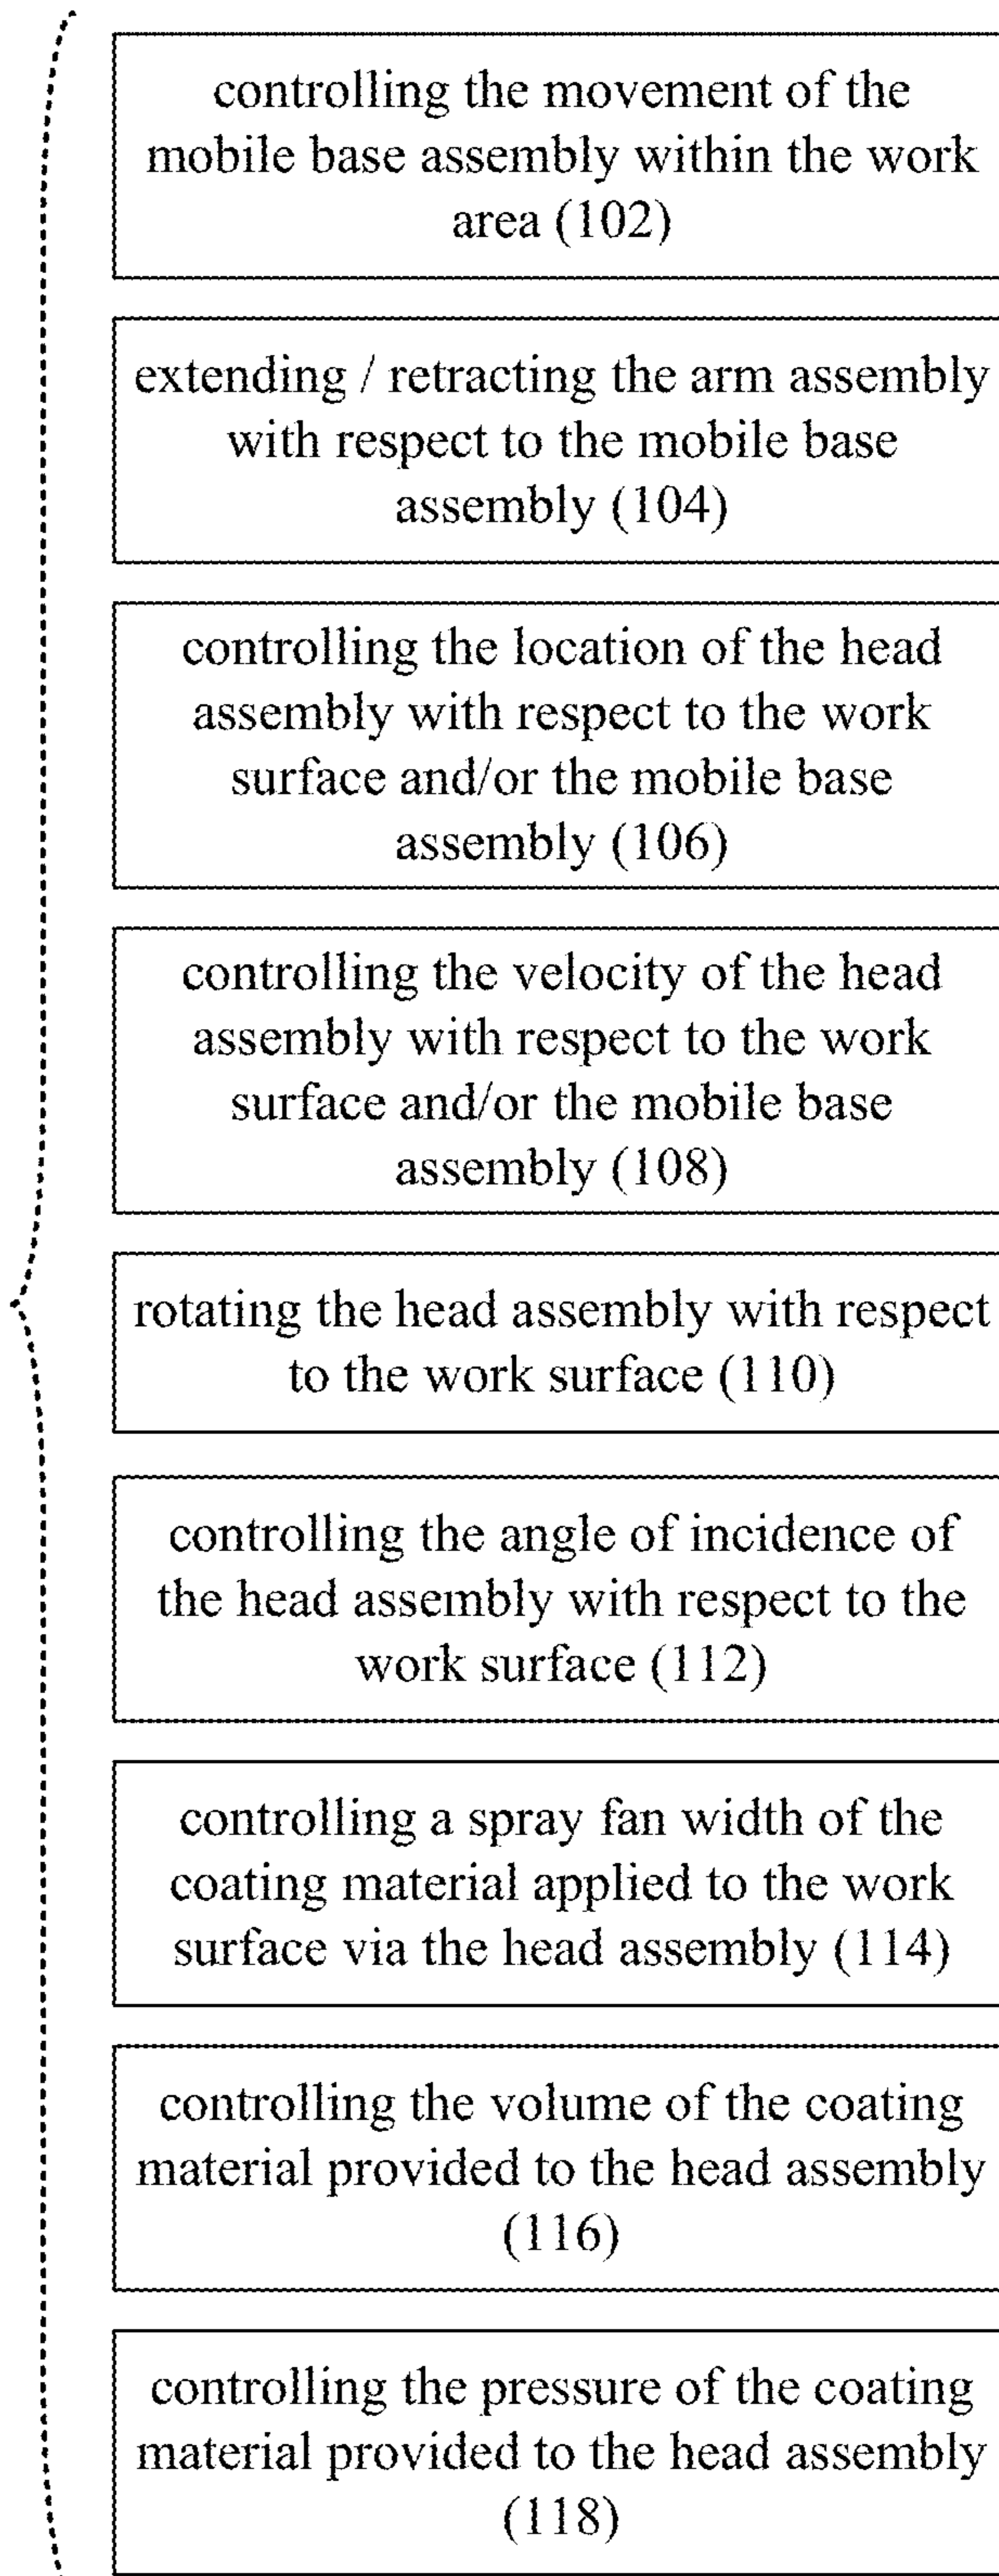 controlling the movement of the
mobile base assembly within the work
area (102)
extending / retracting the arm assembly
with respect to the mobile base
assembly (104)
controlling the location of the head
assembly with respect to the work
surface and/or the mobile base
assembly (106)
controlling the velocity of the head
assembly with respect to the work
surface and/or the mobile base
assembly (108)
rotating the head assembly with respect
to the work surface (110)
controlling the angle of incidence of
the head assembly with respect to the
work surface (112)
controlling a spray fan width of the
coating material applied to the work
surface via the head assembly (114)
controlling the volume of the coating
material provided to the head assembly
(116)
controlling the pressure of the coating
material provided to the head assembly
(118)